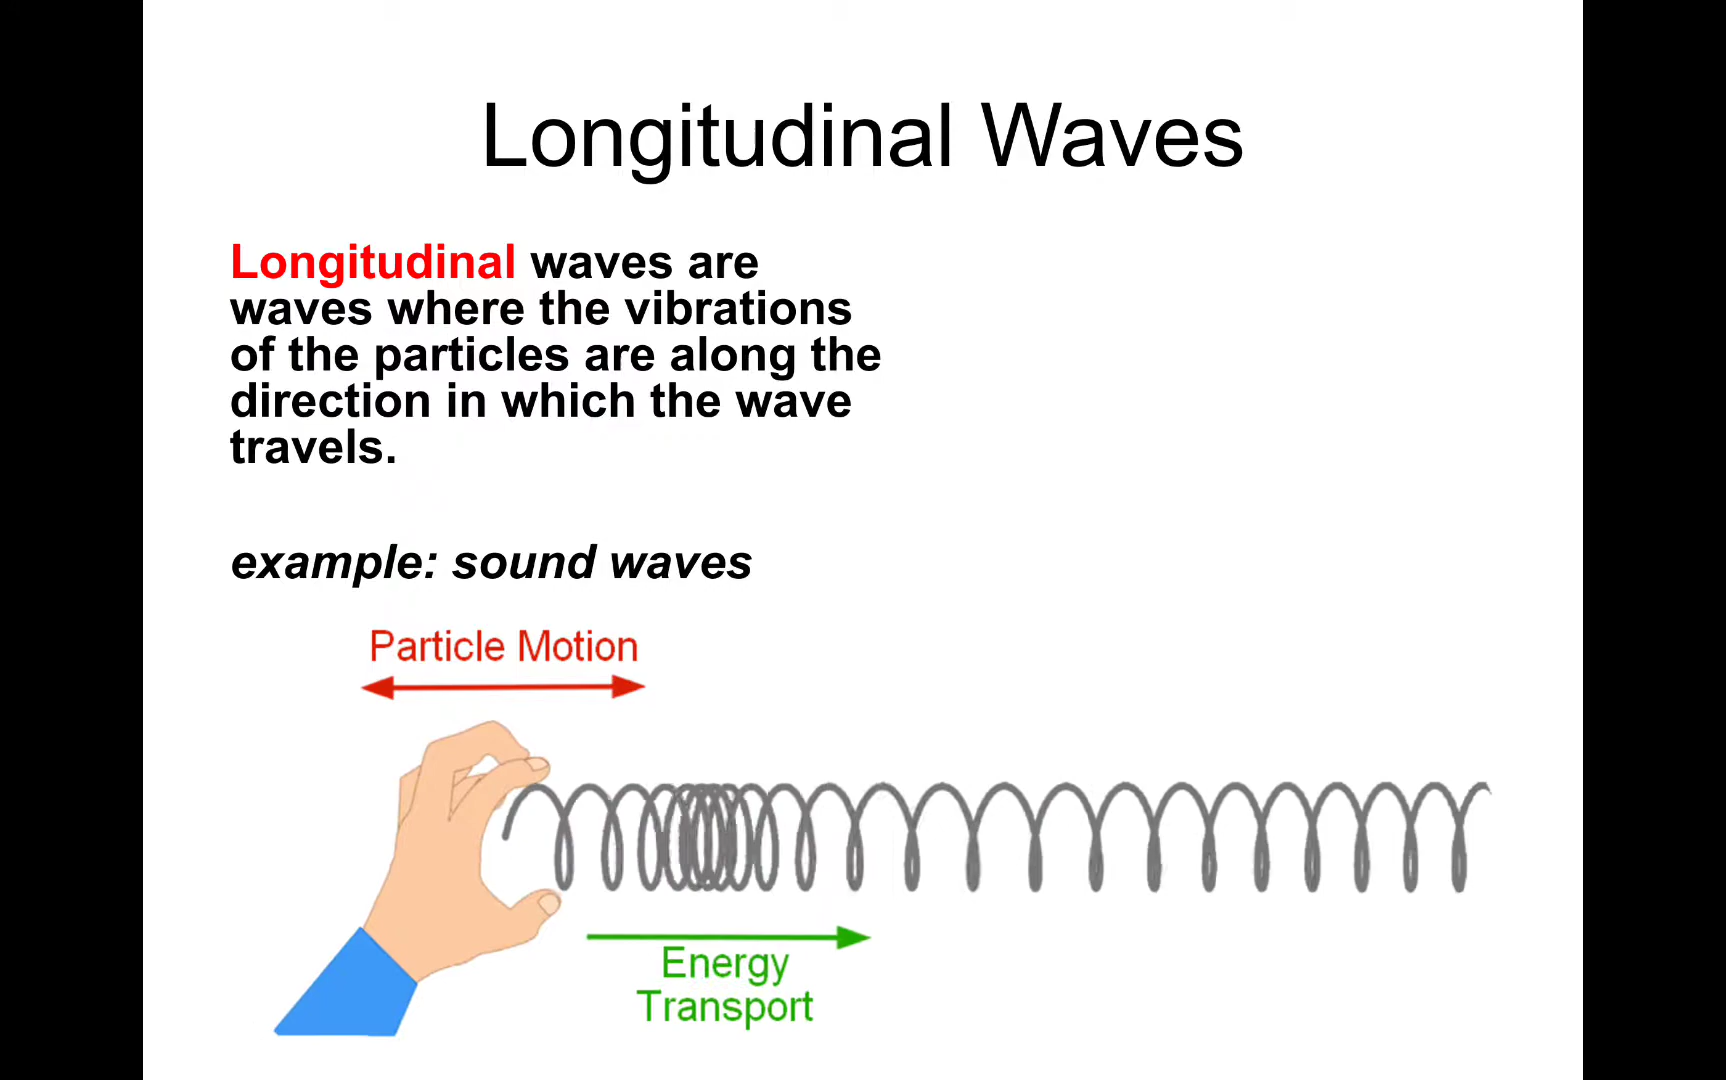 Longitudinal Waves
Longitudinal waves are
waves where the vibrations
of the particles are along the
direction in which the wave
travels.
example: sound waves
Particle Motion
Energy
Transport